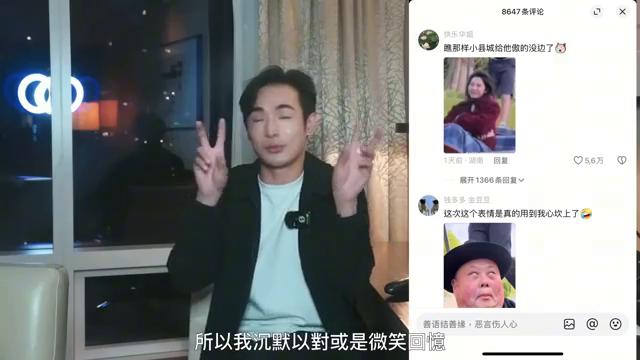 8647条评论
快乐华姐
瞧那样小县城给他傲的没边了
1天前·湖南 回复
5.6万
展开1366条回复
钱多多 金豆豆
这次这个表情是真的用到我心坎上了
善语结善缘，恶言伤人心
所以我沉默以對或是微笑回憶